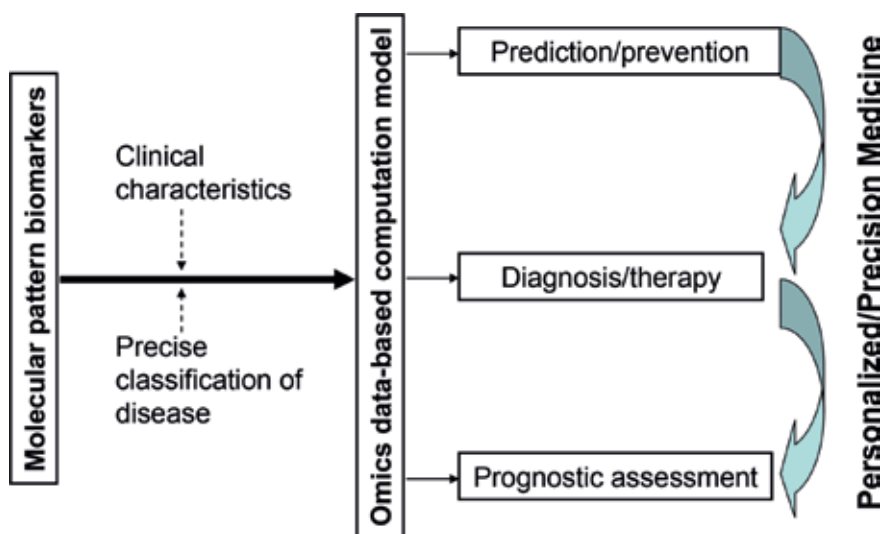 Molecular pattern biomarkers
Clinical
characteristics
Precise
classification of
disease
Omics data-based computation model
Prediction/prevention
Diagnosis/therapy
Prognostic assessment
Personalized/Precision Medicine